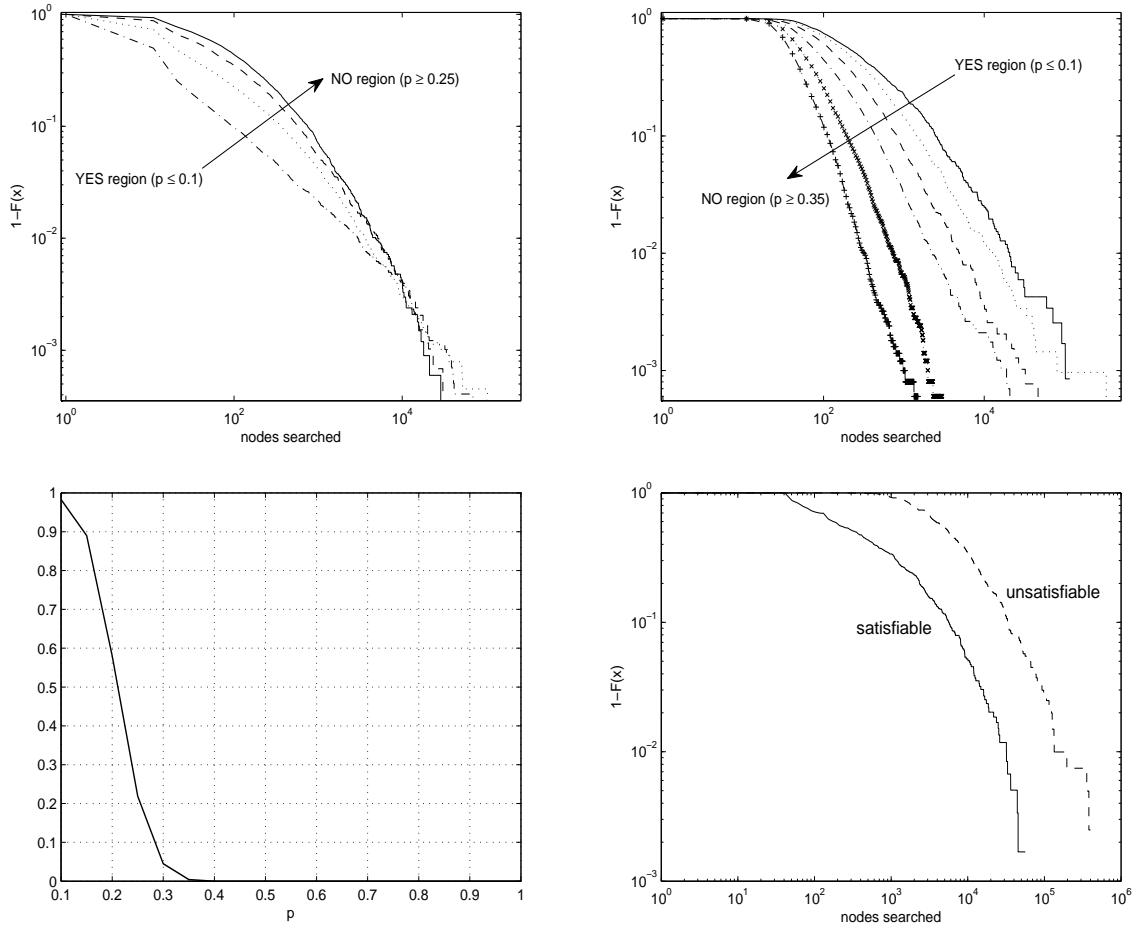 10^0
10^-1
10^-2
10^-3
10^0
10^2
10^4
nodes searched
1−F(x)
NO region (p ≥ 0.25)
YES region (p ≤ 0.1)
10^0
10^-1
10^-2
10^-3
10^0
10^2
10^3
10^4
nodes searched
1−F(x)
YES region (p ≤ 0.1)
NO region (p ≥ 0.35)
1
0.9
0.8
0.7
0.6
0.5
0.4
0.3
0.2
0.1
0
0.1 0.2 0.3 0.4 0.5 0.6 0.7 0.8 0.9 1
p
10^0
10^-1
10^-2
10^-3
10^0 10^1 10^2 10^3 10^4 10^5 10^6
nodes searched
1−F(x)
unsatisfiable
satisfiable